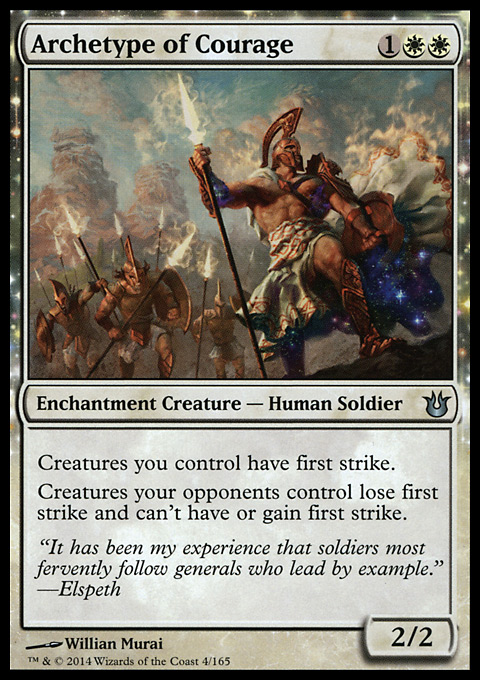 Archetype of Courage 1
Enchantment Creature — Human Soldier
Creatures you control have first strike.
Creatures your opponents control lose first
strike and can't have or gain first strike.
“It has been my experience that soldiers most
fervently follow generals who lead by example.”
—Elspeth
Willian Murai
2/2
™ & © 2014 Wizards of the Coast 4/165